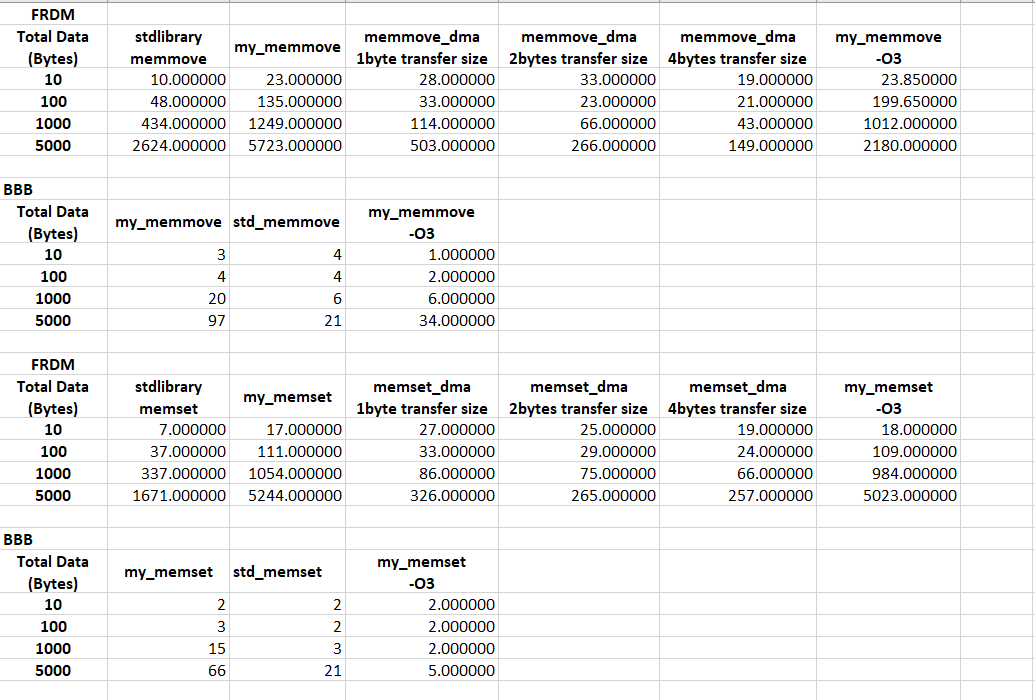 FRDM
Total Data (Bytes) stdlibrary memmove my_memmove memmove_dma 1byte transfer size memmove_dma 2bytes transfer size memmove_dma 4bytes transfer size my_memmove -O3
10 10.000000 23.000000 28.000000 33.000000 19.000000 23.850000
100 48.000000 135.000000 33.000000 23.000000 21.000000 199.650000
1000 434.000000 1249.000000 114.000000 66.000000 43.000000 1012.000000
5000 2624.000000 5723.000000 503.000000 266.000000 149.000000 2180.000000
BBB
Total Data (Bytes) my_memmove std_memmove my_memmove -O3
10 3 4 1.000000
100 4 4 2.000000
1000 20 6 6.000000
5000 97 21 34.000000
FRDM
Total Data (Bytes) stdlibrary memset my_memset memset_dma 1byte transfer size memset_dma 2bytes transfer size memset_dma 4bytes transfer size my_memset -O3
10 7.000000 17.000000 27.000000 25.000000 19.000000 18.000000
100 37.000000 111.000000 33.000000 29.000000 24.000000 109.000000
1000 337.000000 1054.000000 86.000000 75.000000 66.000000 984.000000
5000 1671.000000 5244.000000 326.000000 265.000000 257.000000 5023.000000
BBB
Total Data (Bytes) my_memset std_memset my_memset -O3
10 2 2 2.000000
100 3 2 2.000000
1000 15 3 2.000000
5000 66 21 5.000000